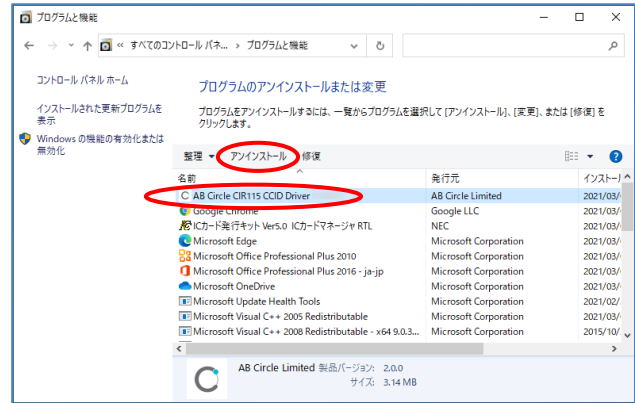 プログラムと機能
« すべてのコントロール パネ... › プログラムと機能
コントロール パネル ホーム
インストールされた更新プログラムを
表示
Windows の機能の有効化または
無効化
プログラムのアンインストールまたは変更
プログラムをアンインストールするには、一覧からプログラムを選択して [アンインストール]、[変更]、または [修復] を
クリックします。
整理 ▼ アンインストール 修復
名前 発行元 インストール
AB Circle CIR115 CCID Driver AB Circle Limited 2021/03/
Google Chrome Google LLC 2021/03/
ICカード発行キット Ver5.0 ICカードマネージャ RTL NEC 2021/03/
Microsoft Edge Microsoft Corporation 2021/03/
Microsoft Office Professional Plus 2010 Microsoft Corporation 2021/03/
Microsoft Office Professional Plus 2016 - ja-jp Microsoft Corporation 2021/03/
Microsoft OneDrive Microsoft Corporation 2021/03/
Microsoft Update Health Tools Microsoft Corporation 2021/02/
Microsoft Visual C++ 2005 Redistributable Microsoft Corporation 2021/03/
Microsoft Visual C++ 2008 Redistributable - x64 9.0.3... Microsoft Corporation 2015/10/
AB Circle Limited 製品バージョン: 2.0.0
サイズ: 3.14 MB